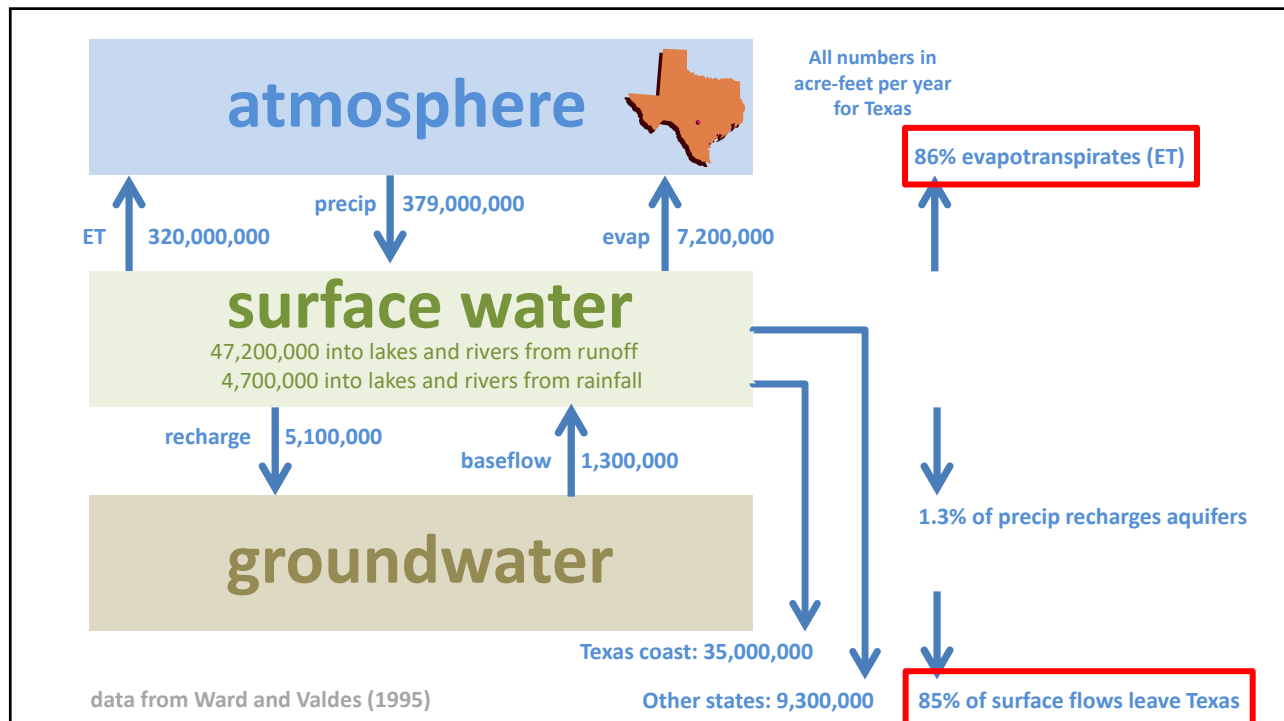 atmosphere
All numbers in
acre-feet per year
for Texas
86% evapotranspirates (ET)
precip 379,000,000
ET 320,000,000
evap 7,200,000
surface water
47,200,000 into lakes and rivers from runoff
4,700,000 into lakes and rivers from rainfall
recharge 5,100,000
baseflow 1,300,000
1.3% of precip recharges aquifers
groundwater
Texas coast: 35,000,000
data from Ward and Valdes (1995)
Other states: 9,300,000
85% of surface flows leave Texas